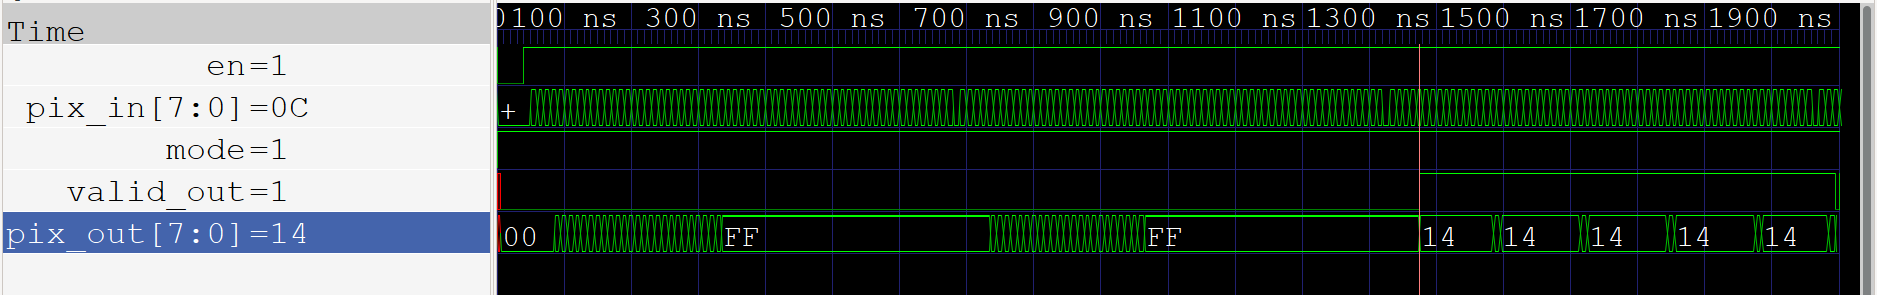 0 100 ns 300 ns 500 ns 700 ns 900 ns 1100 ns 1300 ns 1500 ns 1700 ns 1900 ns
Time
en=1
pix_in[7:0]=0C +
mode=1
valid_out=1
pix_out[7:0]=14 00 FF FF 14 14 14 14 14